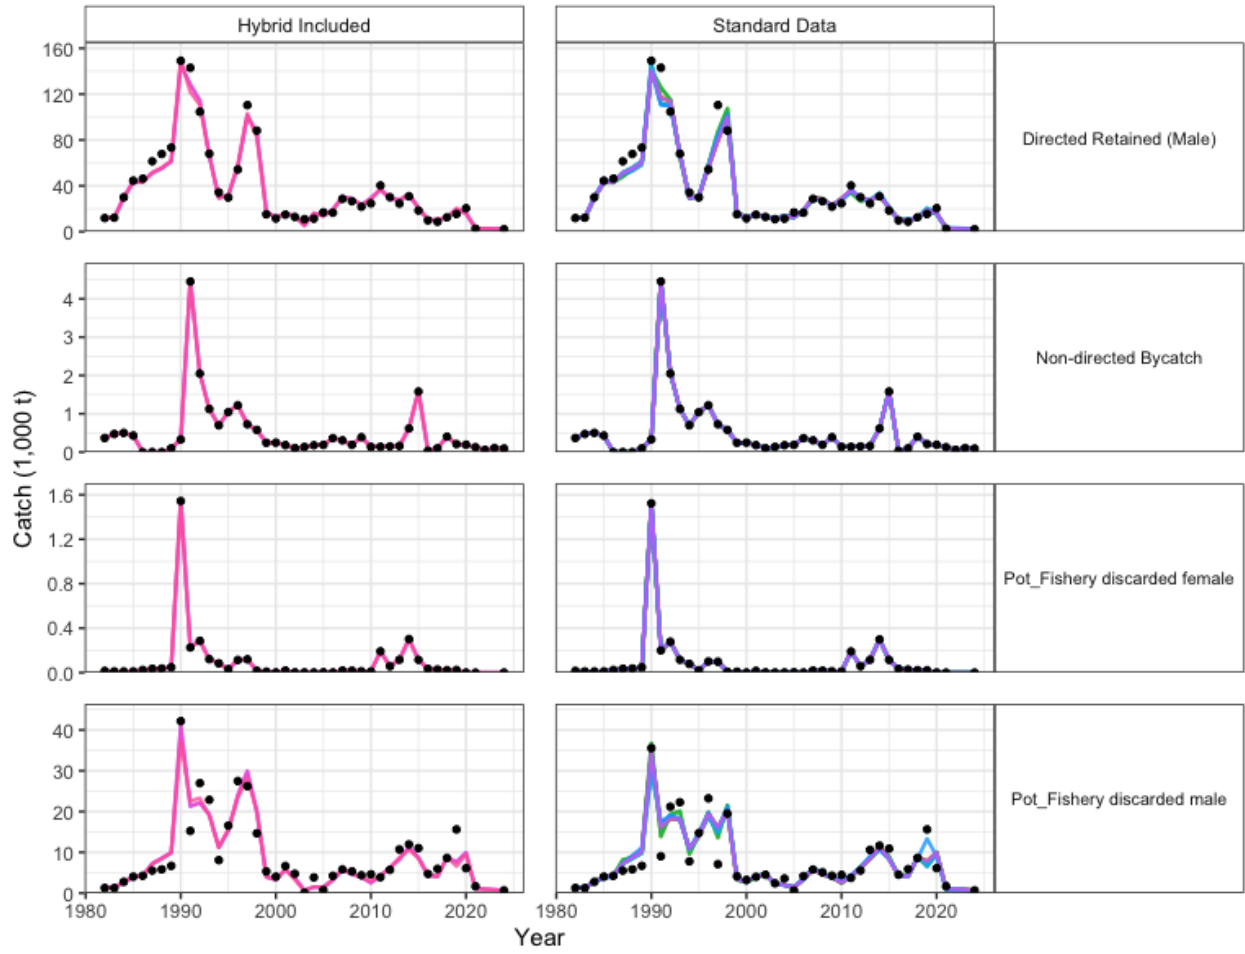 Hybrid Included
Standard Data
160
120
80
40
0
Directed Retained (Male)
4
3
2
1
0
Non-directed Bycatch
1.6
1.2
0.8
0.4
0.0
Pot_Fishery discarded female
40
30
20
10
0
Pot_Fishery discarded male
1980 1990 2000 2010 2020
1980 1990 2000 2010 2020
Catch (1,000 t)
Year